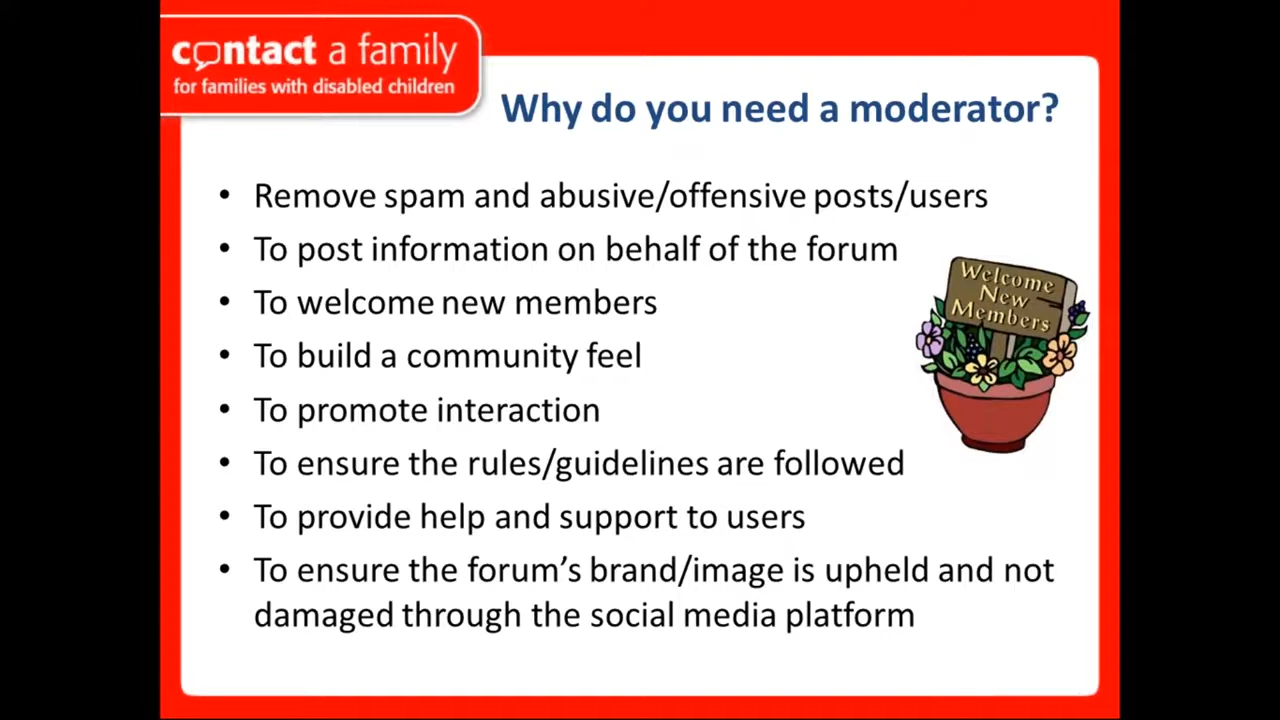 contact a family
for families with disabled children
Why do you need a moderator?
• Remove spam and abusive/offensive posts/users
• To post information on behalf of the forum
• To welcome new members
• To build a community feel
• To promote interaction
• To ensure the rules/guidelines are followed
• To provide help and support to users
• To ensure the forum’s brand/image is upheld and not
damaged through the social media platform
Welcome
New
Members